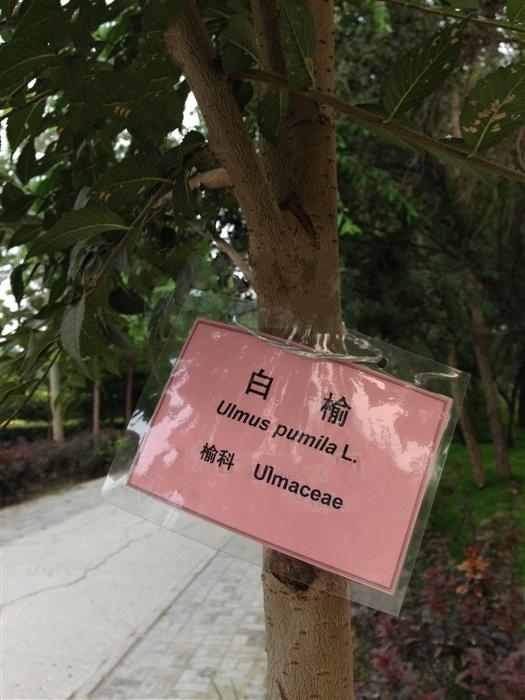 白 榆
Ulmus pumila L.
榆科 Ulmaceae